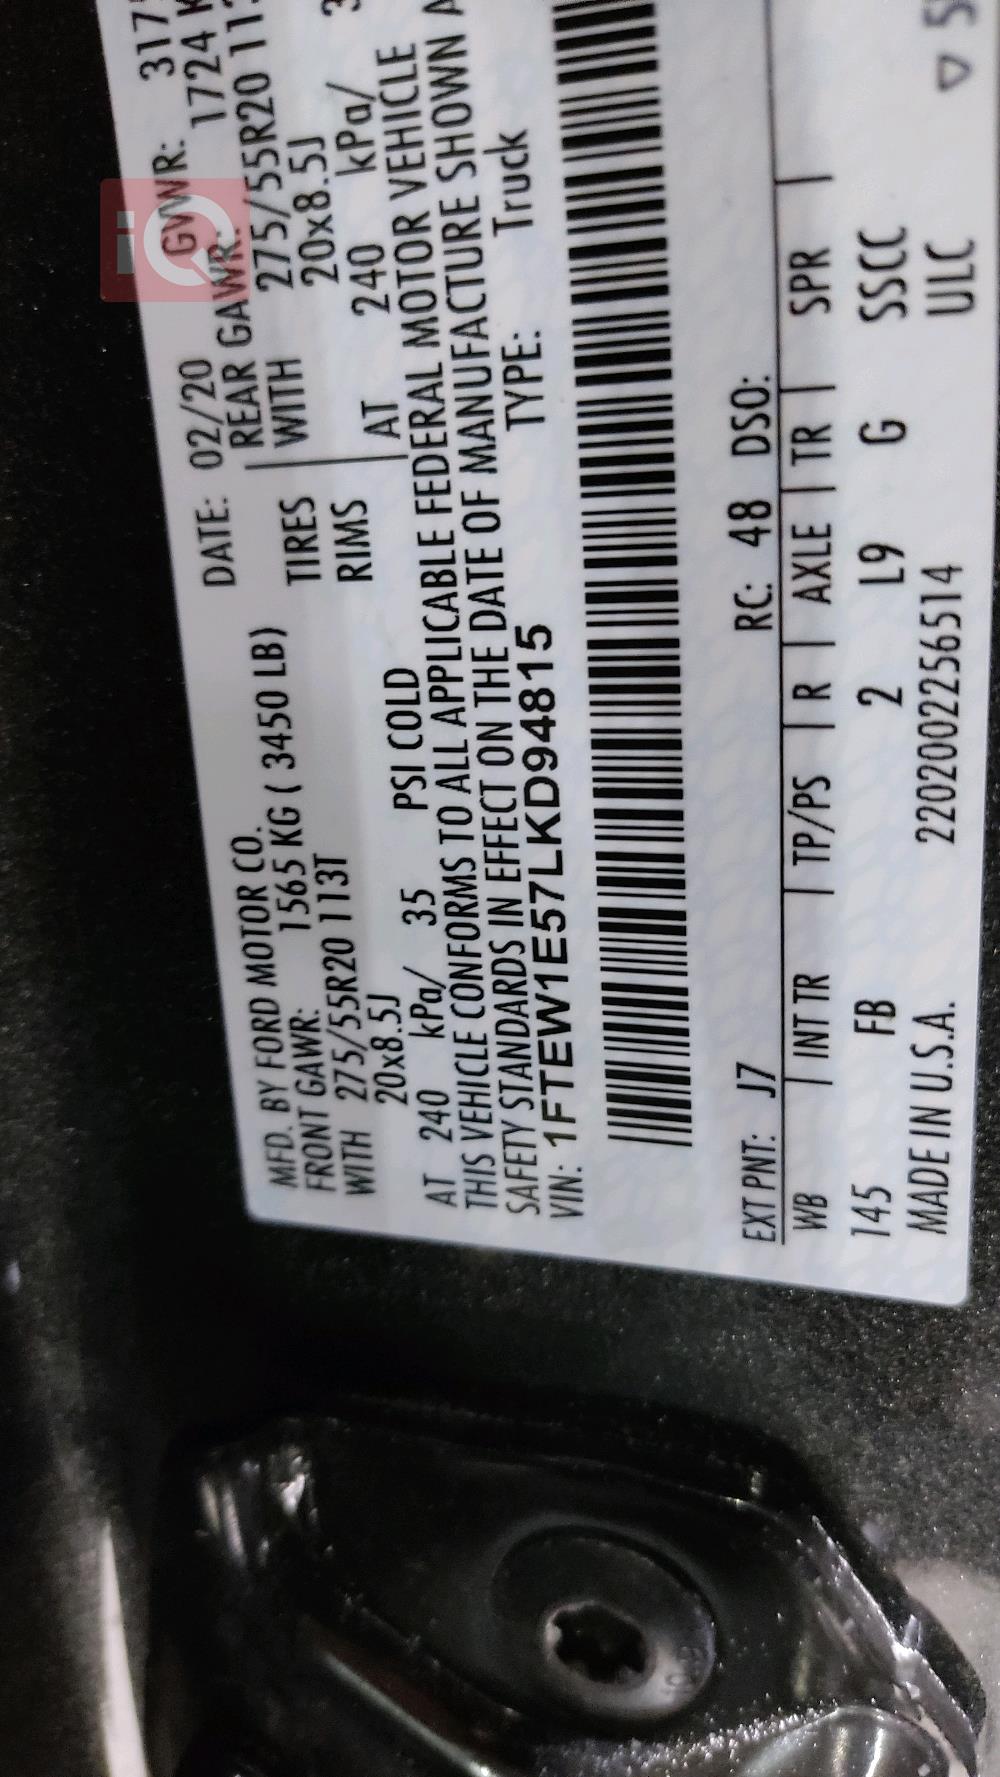 MFD. BY FORD MOTOR CO. DATE: 02/20 GVWR:
FRONT GAWR: 1565 KG ( 3450 LB) REAR GAWR: 1724
WITH 275/55R20 113T TIRES WITH 275/55R20
20x8.5J RIMS 20x8.5J
AT 240 kPa/ 35 PSI COLD AT 240 kPa/
THIS VEHICLE CONFORMS TO ALL APPLICABLE FEDERAL MOTOR VEHICLE
SAFETY STANDARDS IN EFFECT ON THE DATE OF MANUFACTURE SHOWN
VIN: 1FTEW1E57LKD94815 TYPE: Truck
EXT PNT: J7 RC: 48 DSO:
WB | INT TR | TP/PS | R | AXLE | TR | SPR |
145 FB 2 L9 G SSCC
MADE IN U.S.A. 2202002256514 ULC
iQ